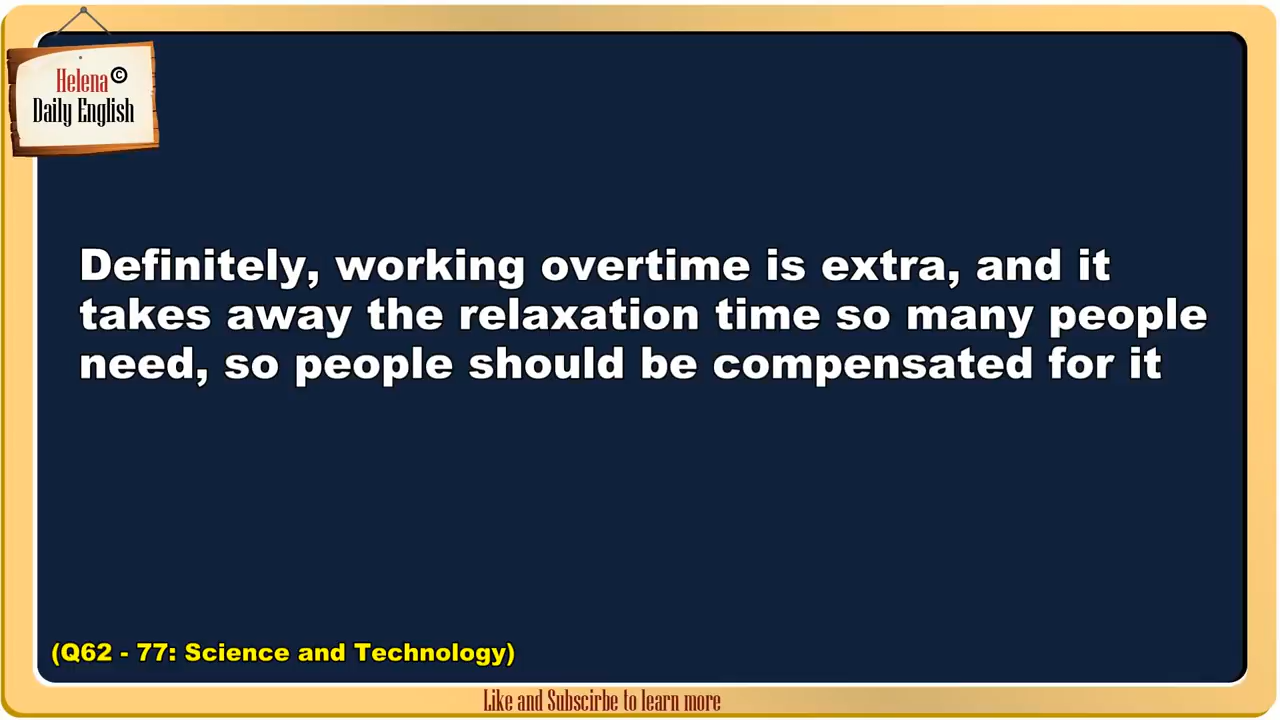 Helena ©
Daily English
Definitely, working overtime is extra, and it
takes away the relaxation time so many people
need, so people should be compensated for it
(Q62 - 77: Science and Technology)
Like and Subscirbe to learn more